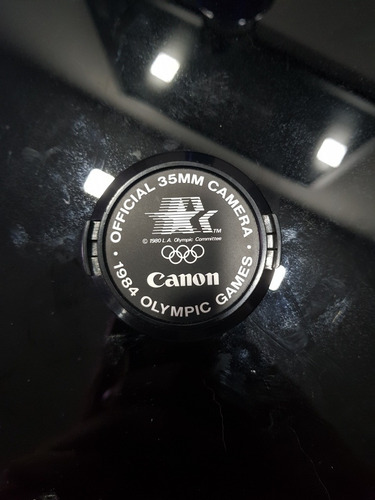 · OFFICIAL 35MM CAMERA ·
TM
© 1980 L.A. Olympic Committee
Canon
1984 OLYMPIC GAMES